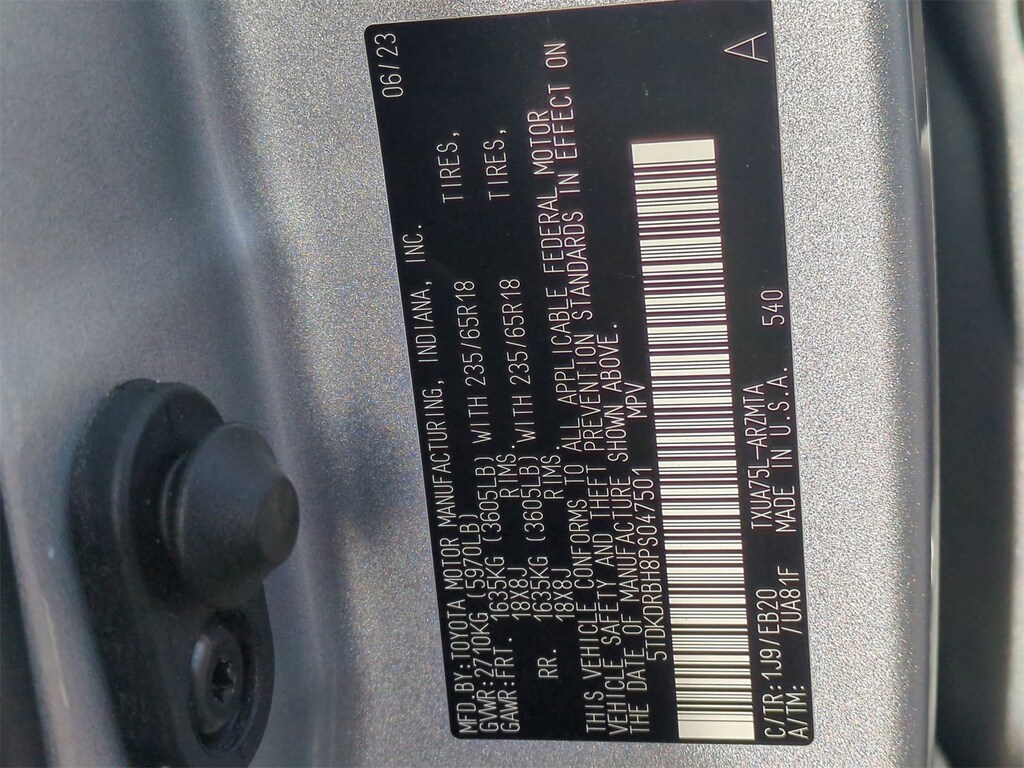 MFD.BY:TOYOTA MOTOR MANUFACTURING, INDIANA, INC. 06/23
GVWR:2710KG(5970LB)
GAWR:FRT. 1635KG (3605LB) WITH 235/65R18 TIRES,
18X8J RIMS.
RR. 1635KG (3605LB) WITH 235/65R18 TIRES,
18X8J RIMS.
THIS VEHICLE CONFORMS TO ALL APPLICABLE FEDERAL MOTOR
VEHICLE SAFETY AND THEFT PREVENTION STANDARDS IN EFFECT ON
THE DATE OF MANUFACTURE SHOWN ABOVE.
5TDKDRBH8PS047501 MPV
A
C/TR:1J9/EB20 TXUA75L-ARZMTA 540
A/TM: /UA81F MADE IN U.S.A.